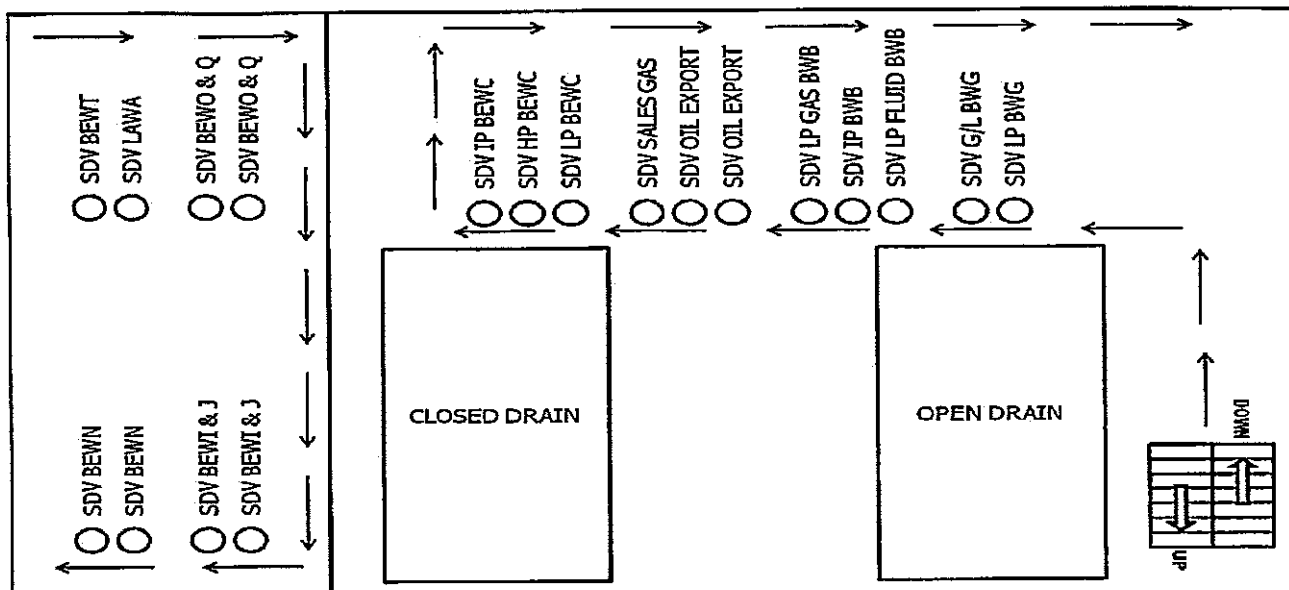 SDV BEWT
SDV LAWA
SDV BEWO & Q
SDV BEWO & Q
SDV IP BEWC
SDV HP BEWC
SDV LP BEWC
SDV SALES GAS
SDV OIL EXPORT
SDV OIL EXPORT
SDV LP GAS BWB
SDV IP BWB
SDV LP FLUID BWB
SDV G/L BWG
SDV LP BWG
SDV BEWN
SDV BEWN
SDV BEWI & J
SDV BEWI & J
CLOSED DRAIN
OPEN DRAIN
DOWN
UP